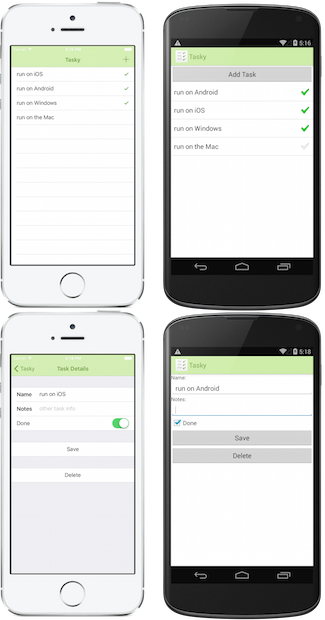 Tasky +
run on iOS
run on Android
run on Windows
run on the Mac
5:16
Tasky
Add Task
run on Android
run on iOS
run on Windows
run on the Mac
Tasky Task Details
Name run on iOS
Notes other task info
Done
Save
Delete
5:18
Tasky
Name:
run on Android
Notes:
Done
Save
Delete